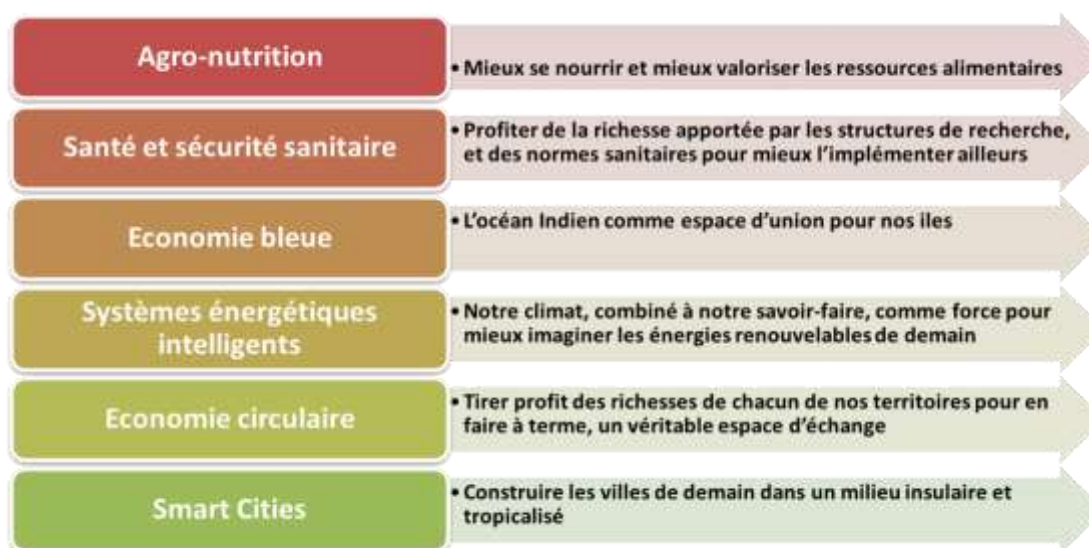 Agro-nutrition
• Mieux se nourrir et mieux valoriser les ressources alimentaires
Santé et sécurité sanitaire
• Profiter de la richesse apportée par les structures de recherche,
et des normes sanitaires pour mieux l'implémenter ailleurs
Economie bleue
• L'océan Indien comme espace d'union pour nos iles
Systèmes énergétiques
intelligents
• Notre climat, combiné à notre savoir-faire, comme force pour
mieux imaginer les énergies renouvelables de demain
Economie circulaire
• Tirer profit des richesses de chacun de nos territoires pour en
faire à terme, un véritable espace d'échange
Smart Cities
• Construire les villes de demain dans un milieu insulaire et
tropicalisé